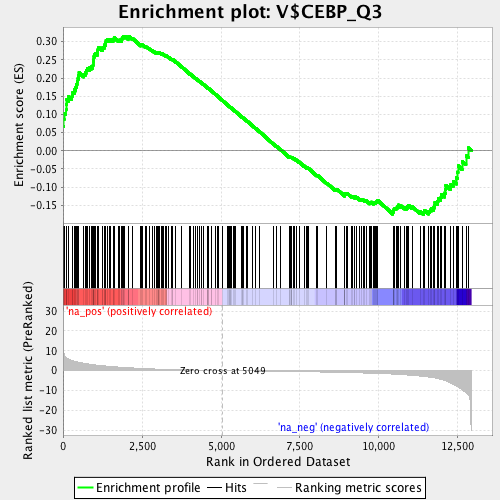 Enrichment plot: V$CEBP_Q3
Enrichment score (ES)
0.30
0.25
0.20
0.15
0.10
0.05
0.00
-0.05
-0.10
-0.15
'na_pos' (positively correlated)
Ranked list metric (PreRanked)
30
20
10
0
-10
-20
-30
Zero cross at 5049
'na_neg' (negatively correlated)
0
2,500
5,000
7,500
10,000
12,500
Rank in Ordered Dataset
Enrichment profile
Hits
Ranking metric scores